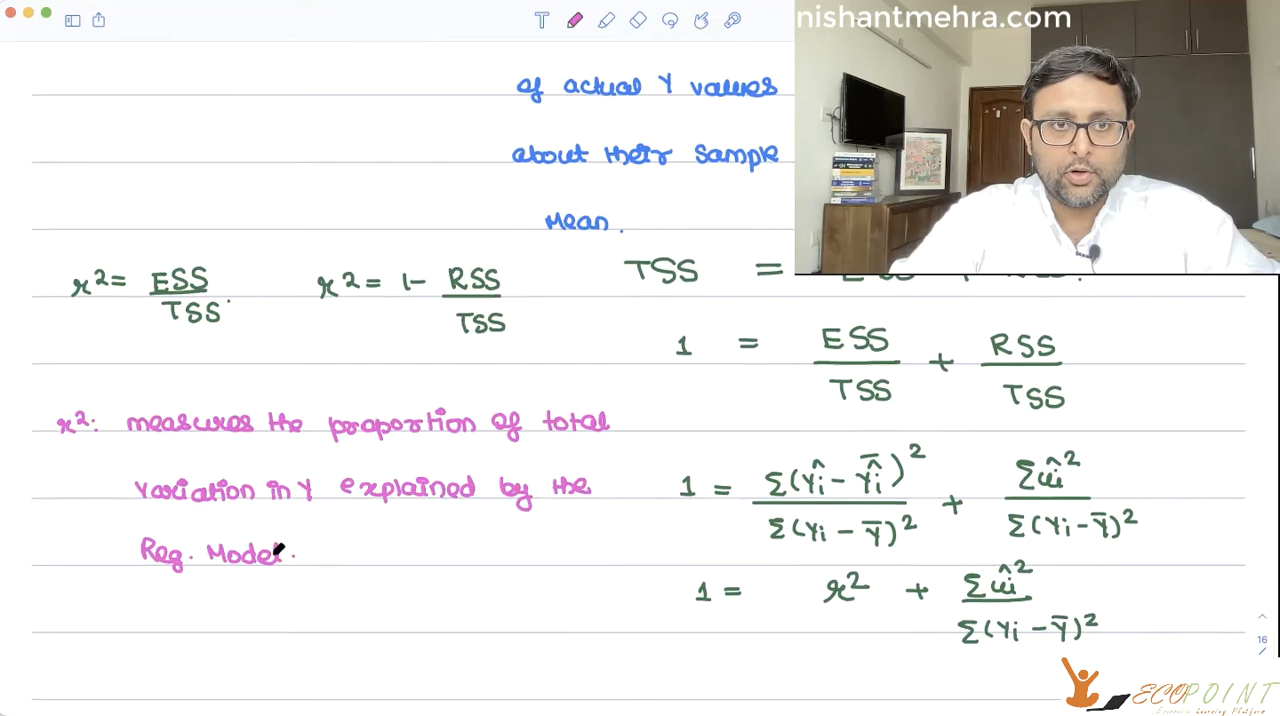 nishantmehra.com
of actual Y values
about their sample
Mean.
TSS =
r²= ESS/TSS. r² = 1- RSS/TSS
1 = ESS/TSS + RSS/TSS
r²: measures the proportion of total
variation in Y explained by the
Reg. Model.
1 = Σ(Ŷi - Ŷ̄i)²/Σ(Yi - Ȳ)² + Σûi²/Σ(Yi - Ȳ)²
1 = r² + Σûi²/Σ(Yi - Ȳ)²
16
ECOPOINT